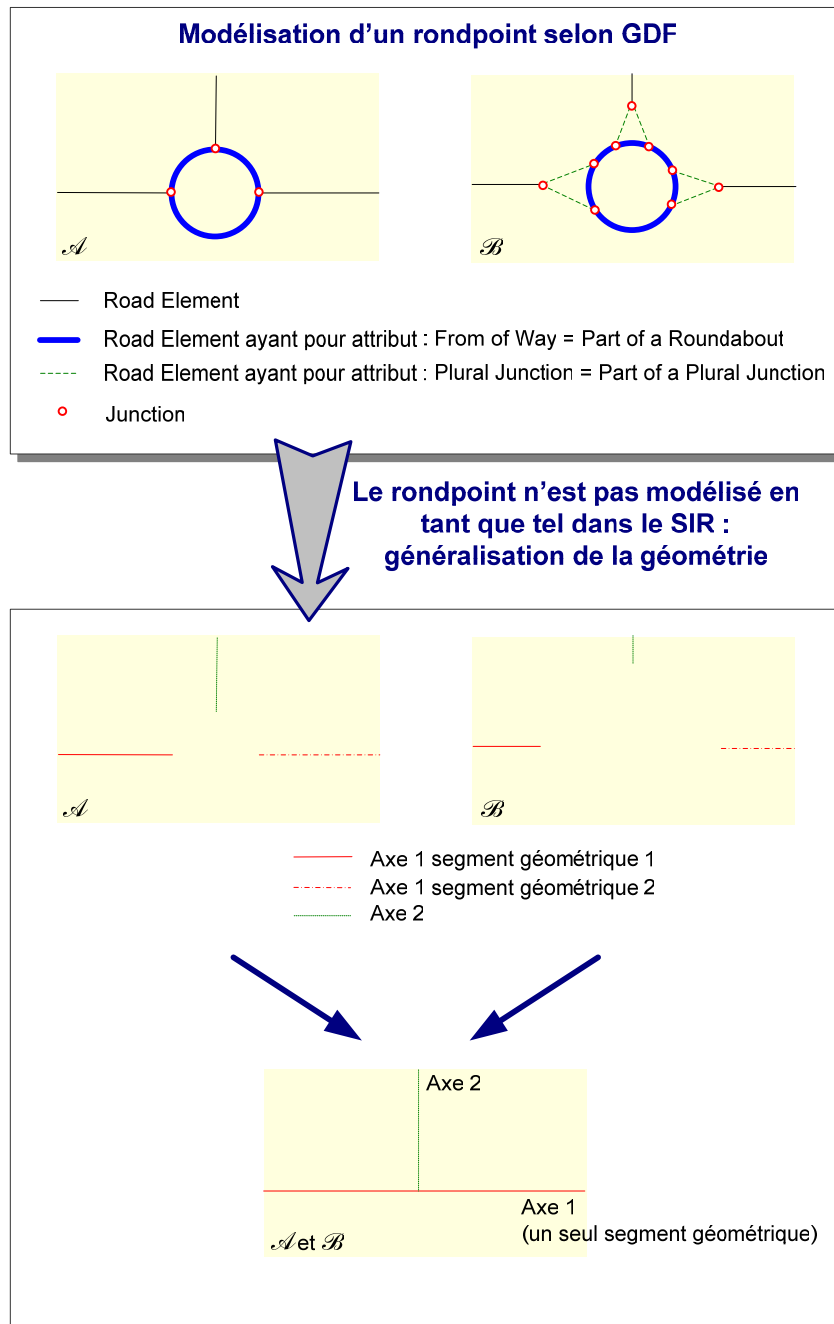 Modélisation d'un rondpoint selon GDF
𝒜
ℬ
Road Element
Road Element ayant pour attribut : From of Way = Part of a Roundabout
Road Element ayant pour attribut : Plural Junction = Part of a Plural Junction
Junction
Le rondpoint n'est pas modélisé en
tant que tel dans le SIR :
généralisation de la géométrie
𝒜
ℬ
Axe 1 segment géométrique 1
Axe 1 segment géométrique 2
Axe 2
Axe 2
Axe 1
(un seul segment géométrique)
𝒜 et ℬ